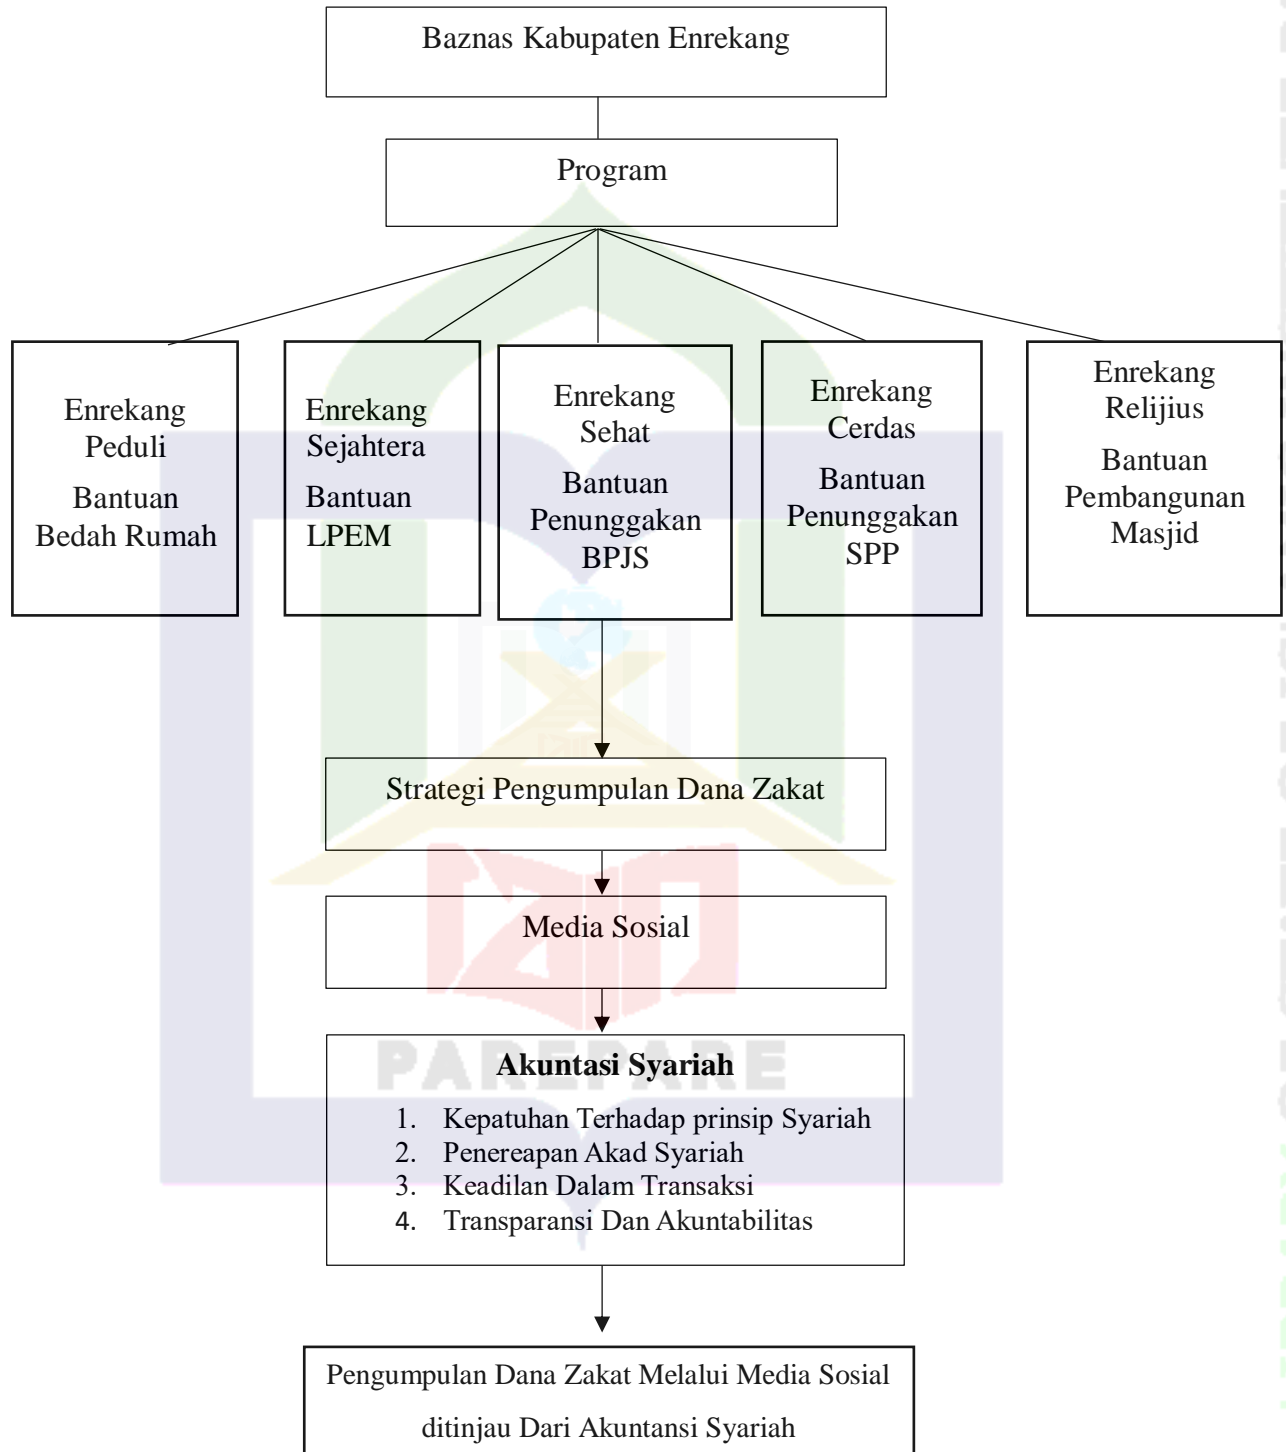 Baznas Kabupaten Enrekang
Program
Enrekang
Peduli
Bantuan
Bedah Rumah
Enrekang
Sejahtera
Bantuan
LPEM
Enrekang
Sehat
Bantuan
Penunggakan
BPJS
Enrekang
Cerdas
Bantuan
Penunggakan
SPP
Enrekang
Relijius
Bantuan
Pembangunan
Masjid
Strategi Pengumpulan Dana Zakat
Media Sosial
PAREPARE
Akuntasi Syariah
1. Kepatuhan Terhadap prinsip Syariah
2. Penereapan Akad Syariah
3. Keadilan Dalam Transaksi
4. Transparansi Dan Akuntabilitas
Pengumpulan Dana Zakat Melalui Media Sosial
ditinjau Dari Akuntansi Syariah